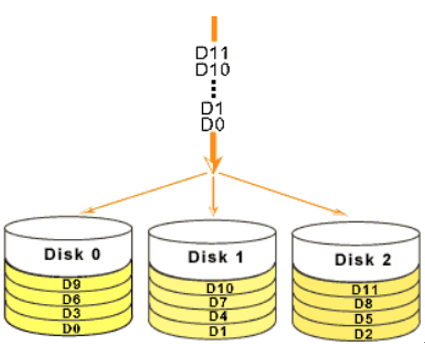 D11
D10
D1
D0
Disk 0
D9
D6
D3
D0
Disk 1
D10
D7
D4
D1
Disk 2
D11
D8
D5
D2